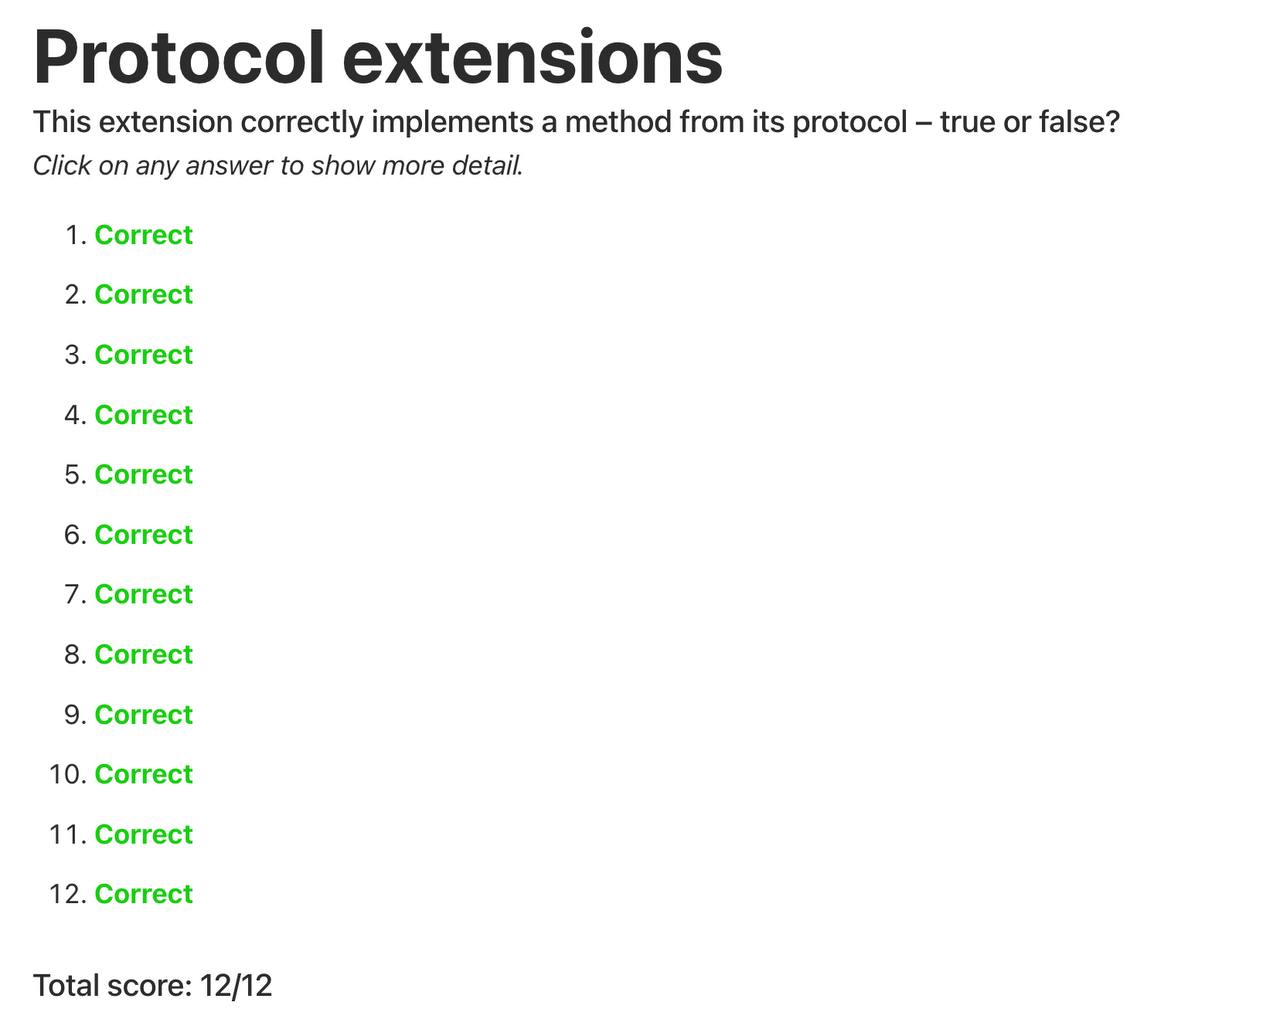 Protocol extensions
This extension correctly implements a method from its protocol – true or false?
Click on any answer to show more detail.
1. Correct
2. Correct
3. Correct
4. Correct
5. Correct
6. Correct
7. Correct
8. Correct
9. Correct
10. Correct
11. Correct
12. Correct
Total score: 12/12